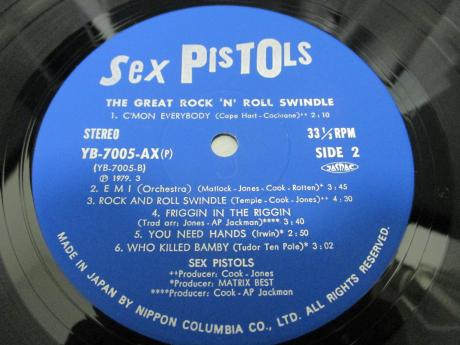 Sex PISTOLS
THE GREAT ROCK 'N' ROLL SWINDLE
1. C'MON EVERYBODY (Cape Hart-Cochrane)++ 2:10
STEREO 33⅓RPM
YB-7005-AX(P) SIDE 2
(YB-7005-B)
Ⓟ 1979. 3 JASRAC
2. E M I (Orchestra) (Matlock-Jones-Cook-Rotten)* 3:45
3. ROCK AND ROLL SWINDLE (Temple-Cook-Jones)++ 4:30
4. FRIGGIN IN THE RIGGIN
(Trad arr: Jones-AP Jackman)**** 3:40
5. YOU NEED HANDS (Irwin)* 2:50
6. WHO KILLED BAMBY (Tudor Ten Pole)* 3:02
SEX PISTOLS
++Producer: Cook-Jones
*Producer: MATRIX BEST
****Producer: Cook-AP Jackman
MADE IN JAPAN BY NIPPON COLUMBIA CO., LTD. ALL RIGHTS RESERVED.